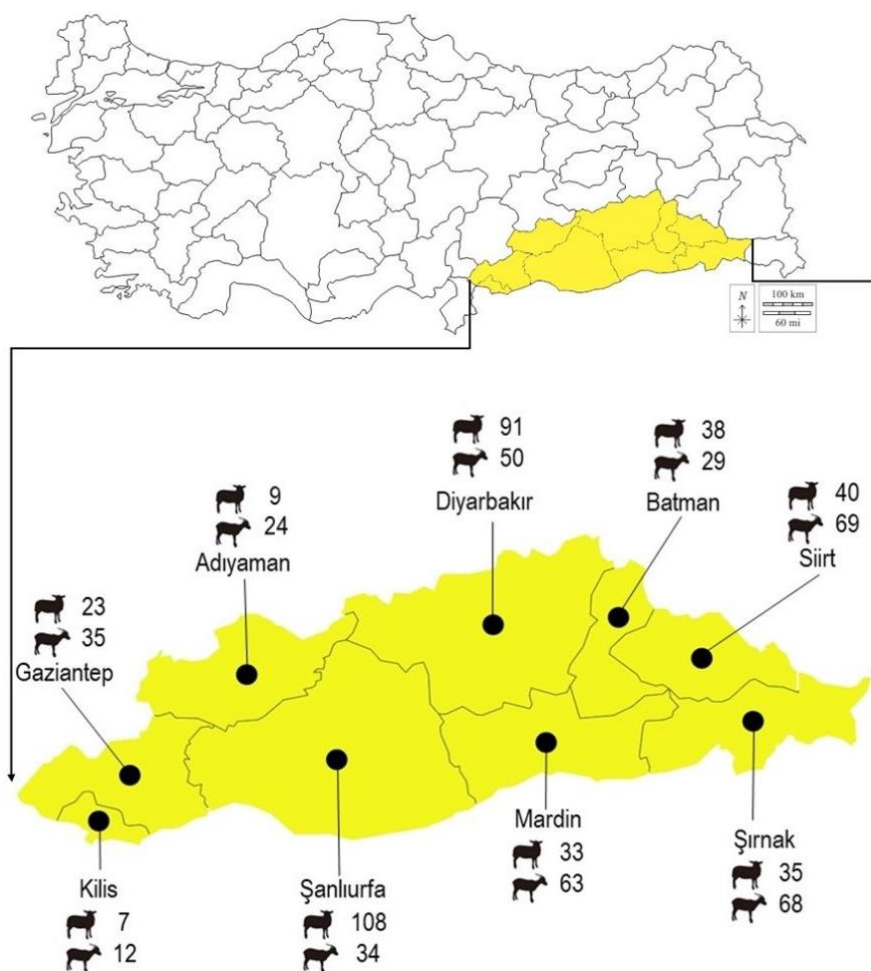 N
100 km
60 mi
91
50
Diyarbakır
38
29
Batman
40
69
Siirt
9
24
Adıyaman
23
35
Gaziantep
Mardin
33
63
Şırnak
35
68
Kilis
7
12
Şanlıurfa
108
34